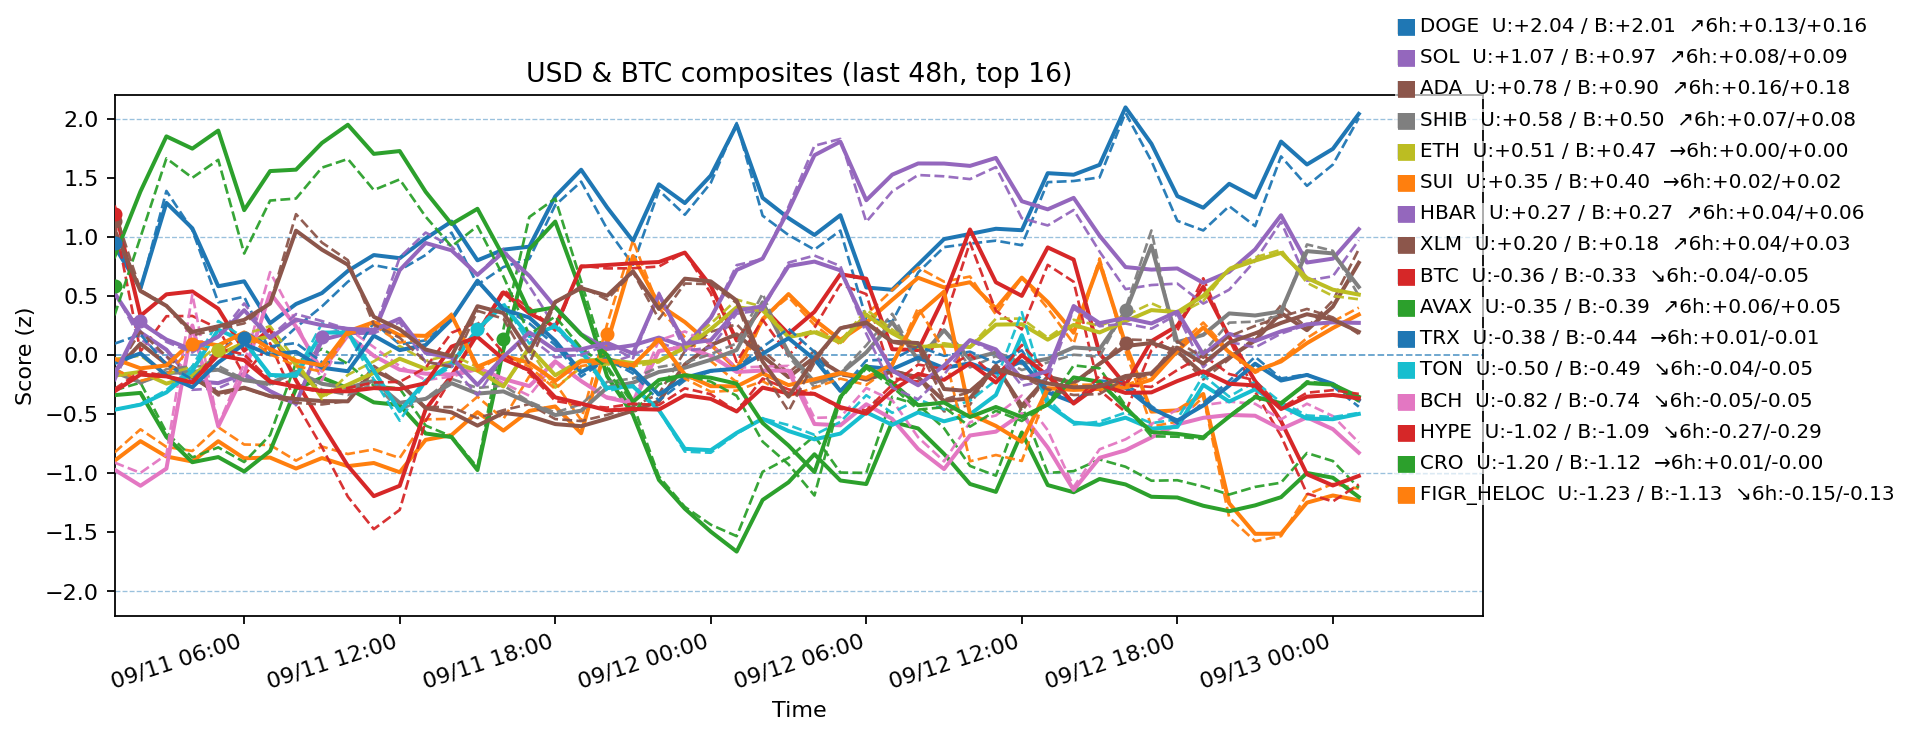 USD & BTC composites (last 48h, top 16)
DOGE U:+2.04 / B:+2.01 ↗6h:+0.13/+0.16
SOL U:+1.07 / B:+0.97 ↗6h:+0.08/+0.09
ADA U:+0.78 / B:+0.90 ↗6h:+0.16/+0.18
SHIB U:+0.58 / B:+0.50 ↗6h:+0.07/+0.08
ETH U:+0.51 / B:+0.47 →6h:+0.00/+0.00
SUI U:+0.35 / B:+0.40 →6h:+0.02/+0.02
HBAR U:+0.27 / B:+0.27 ↗6h:+0.04/+0.06
XLM U:+0.20 / B:+0.18 ↗6h:+0.04/+0.03
BTC U:-0.36 / B:-0.33 ↘6h:-0.04/-0.05
AVAX U:-0.35 / B:-0.39 ↗6h:+0.06/+0.05
TRX U:-0.38 / B:-0.44 →6h:+0.01/-0.01
TON U:-0.50 / B:-0.49 ↘6h:-0.04/-0.05
BCH U:-0.82 / B:-0.74 ↘6h:-0.05/-0.05
HYPE U:-1.02 / B:-1.09 ↘6h:-0.27/-0.29
CRO U:-1.20 / B:-1.12 →6h:+0.01/-0.00
FIGR_HELOC U:-1.23 / B:-1.13 ↘6h:-0.15/-0.13
Score (z)
2.0
1.5
1.0
0.5
0.0
−0.5
−1.0
−1.5
−2.0
09/11 06:00
09/11 12:00
09/11 18:00
09/12 00:00
09/12 06:00
09/12 12:00
09/12 18:00
09/13 00:00
Time